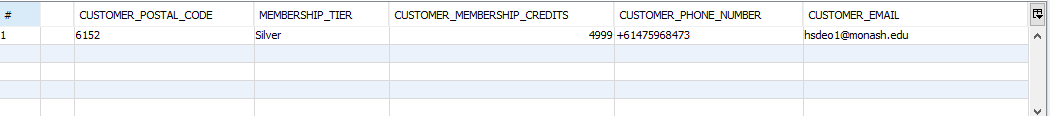 # CUSTOMER_POSTAL_CODE MEMBERSHIP_TIER CUSTOMER_MEMBERSHIP_CREDITS CUSTOMER_PHONE_NUMBER CUSTOMER_EMAIL
1 6152 Silver 4999 +61475968473 hsdeo1@monash.edu